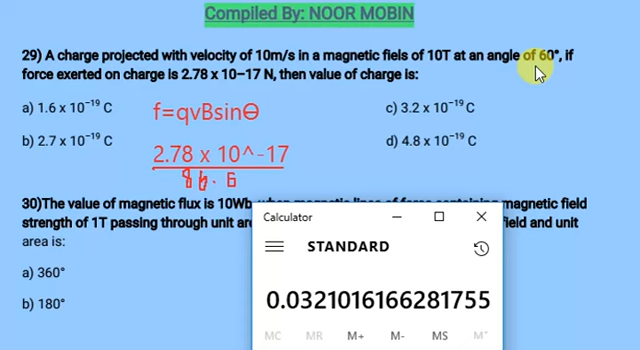 Compiled By: NOOR MOBIN
29) A charge projected with velocity of 10m/s in a magnetic fiels of 10T at an angle of 60°, if
force exerted on charge is 2.78 x 10–17 N, then value of charge is:
a) 1.6 x 10⁻¹⁹ C
f=qvBsinΘ
c) 3.2 x 10⁻¹⁹ C
b) 2.7 x 10⁻¹⁹ C
2.78 x 10^-17
d) 4.8 x 10⁻¹⁹ C
86.6
30)The value of magnetic flux is 10Wb, when magnetic lines of force containing magnetic field
strength of 1T passing through unit
field and unit
area is:
a) 360°
b) 180°
Calculator
STANDARD
0.0321016166281755
MC MR M+ M- MS M˅